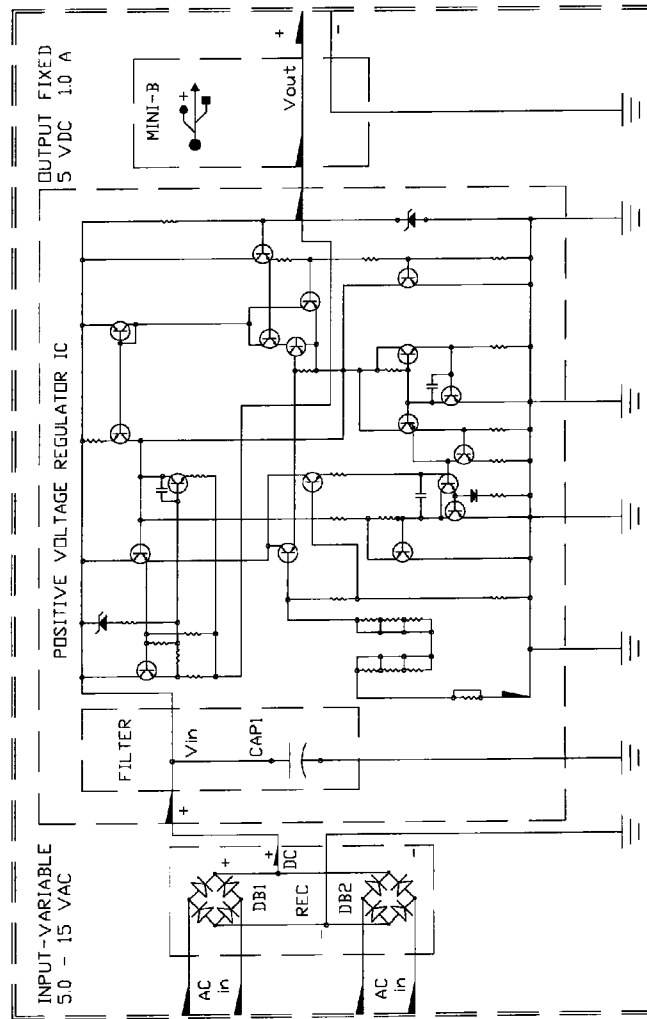 INPUT-VARIABLE
5.0 - 15 VAC
AC
in
AC
in
DB1
REC
DB2
+
+
DC
-
+
FILTER
Vin
CAP1
POSITIVE VOLTAGE REGULATOR IC
OUTPUT FIXED
5 VDC 1.0 A
MINI-B
+
Vout
+
-